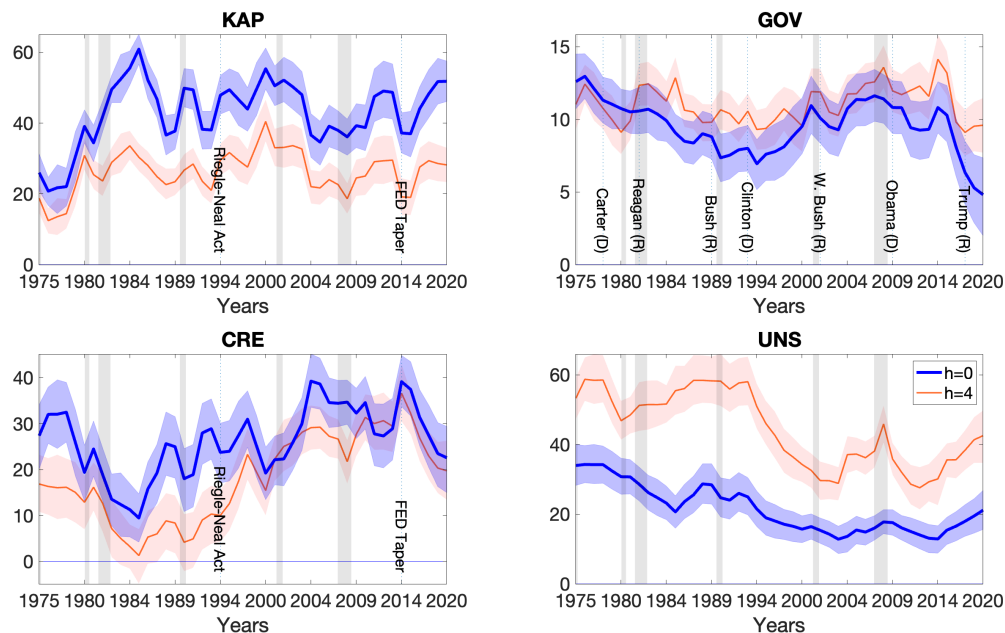 KAP
60
40
20
0
Riegle-Neal Act
FED Taper
1975 1980 1984 1989 1994 2000 2004 2009 2014 2020
Years
GOV
15
10
5
0
Carter (D)
Reagan (R)
Bush (R)
Clinton (D)
W. Bush (R)
Obama (D)
Trump (R)
1975 1980 1984 1989 1994 2000 2004 2009 2014 2020
Years
CRE
40
30
20
10
0
Riegle-Neal Act
FED Taper
1975 1980 1984 1989 1994 2000 2004 2009 2014 2020
Years
UNS
60
40
20
0
h=0
h=4
1975 1980 1984 1989 1994 2000 2004 2009 2014 2020
Years